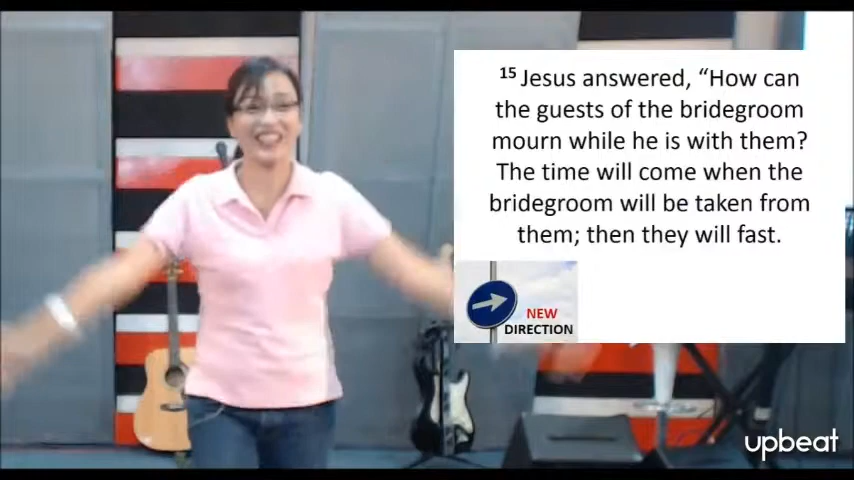 15 Jesus answered, “How can
the guests of the bridegroom
mourn while he is with them?
The time will come when the
bridegroom will be taken from
them; then they will fast.
NEW
DIRECTION
upbeat